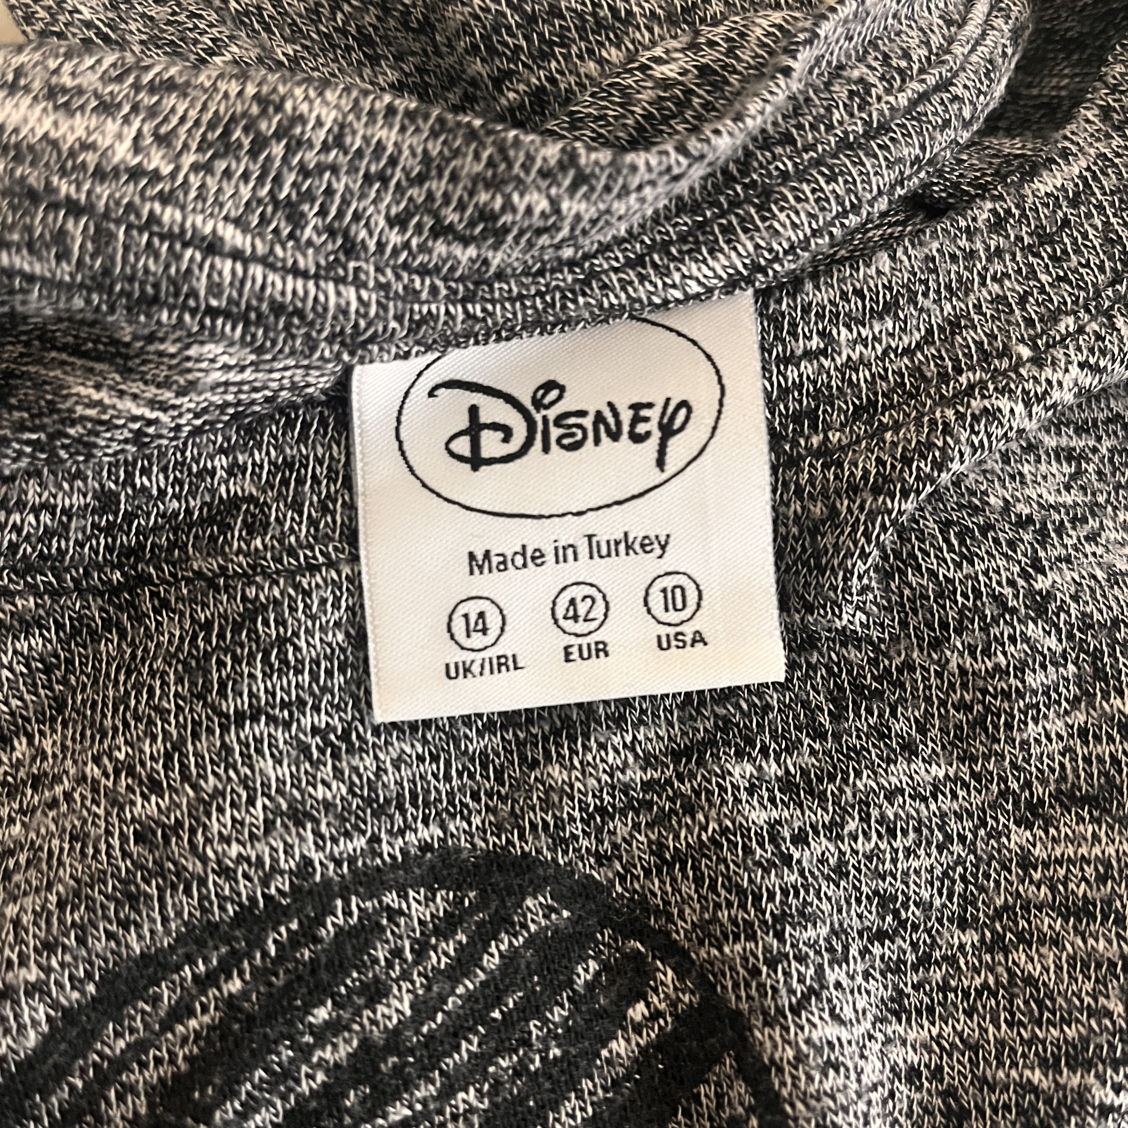 Disney
Made in Turkey
14 42 10
UK/IRL EUR USA